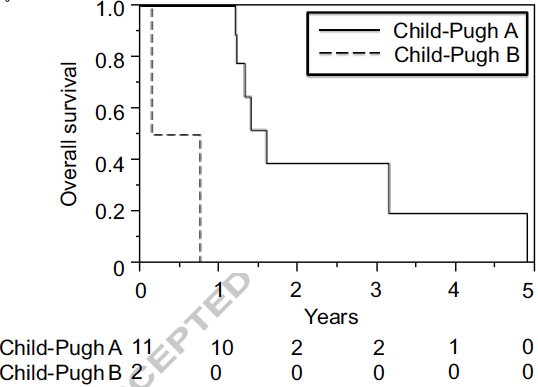 1.0
0.8
0.6
0.4
0.2
0
Overall survival
Child-Pugh A
Child-Pugh B
0 1 2 3 4 5
Years
Child-Pugh A 11 10 2 2 1 0
Child-Pugh B 2 0 0 0 0 0
CEPTED